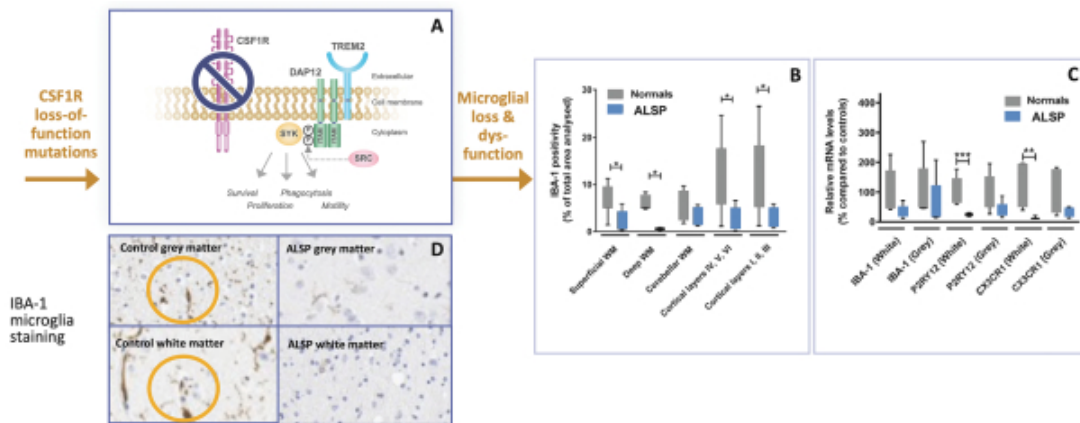 CSF1R
loss-of-
function
mutations
A
CSF1R
TREM2
DAP12
Extracellular
Cell membrane
Cytoplasm
SYK
SRC
Survival
Phagocytosis
Proliferation
Motility
Microglial
loss & dys-
function
B
Normals
ALSP
IBA-1 positivity
(% of total area analysed)
30
20
10
0
*
*
*
*
Superficial WM
Deep WM
Cerebellar WM
Cortical layers IV, V, VI
Cortical layers I, II, III
C
Normals
ALSP
Relative mRNA levels
(% compared to controls)
400
300
200
100
0
***
**
IBA-1 (White)
IBA-1 (Grey)
P2RY12 (White)
P2RY12 (Grey)
CX3CR1 (White)
CX3CR1 (Grey)
IBA-1
microglia
staining
Control grey matter
ALSP grey matter
D
Control white matter
ALSP white matter